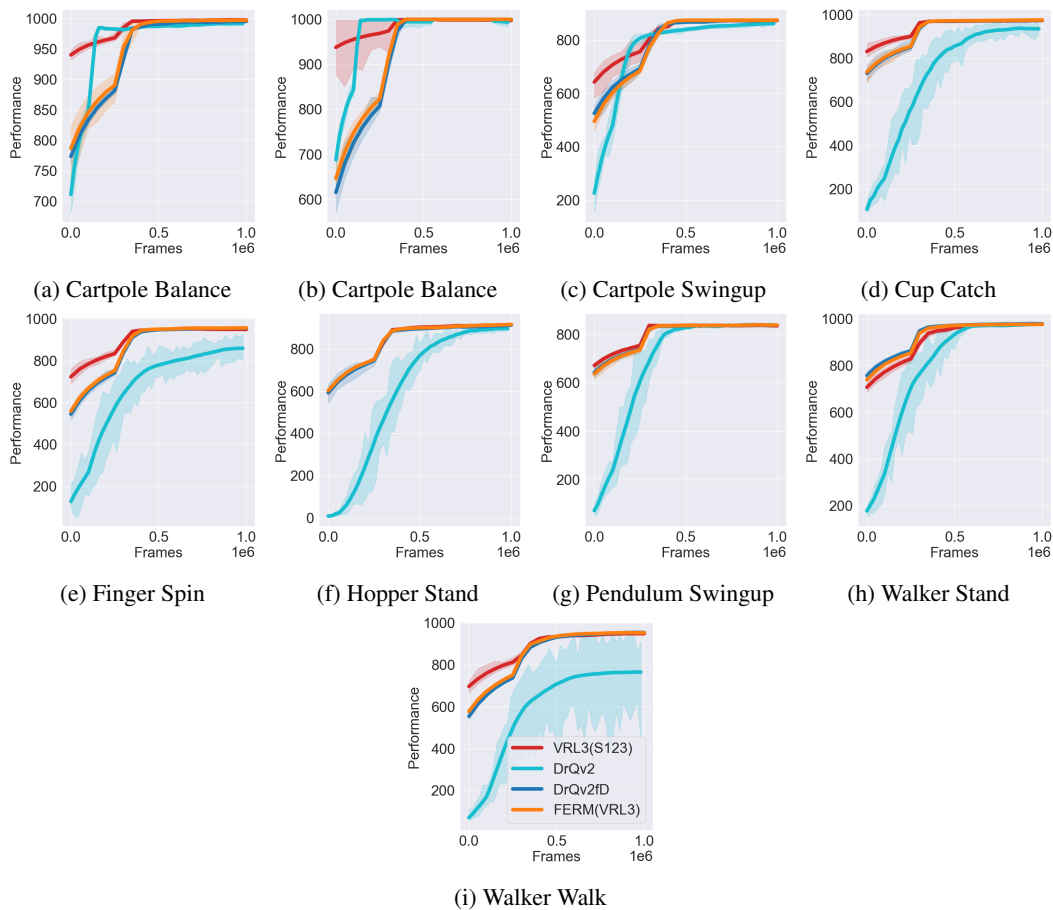 1000
950
900
850
800
750
700
Performance
0.0 0.5 1.0
Frames 1e6
(a) Cartpole Balance
1000
900
800
700
600
Performance
0.0 0.5 1.0
Frames 1e6
(b) Cartpole Balance
800
600
400
200
Performance
0.0 0.5 1.0
Frames 1e6
(c) Cartpole Swingup
1000
800
600
400
200
Performance
0.0 0.5 1.0
Frames 1e6
(d) Cup Catch
1000
800
600
400
200
Performance
0.0 0.5 1.0
Frames 1e6
(e) Finger Spin
800
600
400
200
0
Performance
0.0 0.5 1.0
Frames 1e6
(f) Hopper Stand
800
600
400
200
Performance
0.0 0.5 1.0
Frames 1e6
(g) Pendulum Swingup
1000
800
600
400
200
Performance
0.0 0.5 1.0
Frames 1e6
(h) Walker Stand
1000
800
600
400
200
Performance
VRL3(S123)
DrQv2
DrQv2fD
FERM(VRL3)
0.0 0.5 1.0
Frames 1e6
(i) Walker Walk